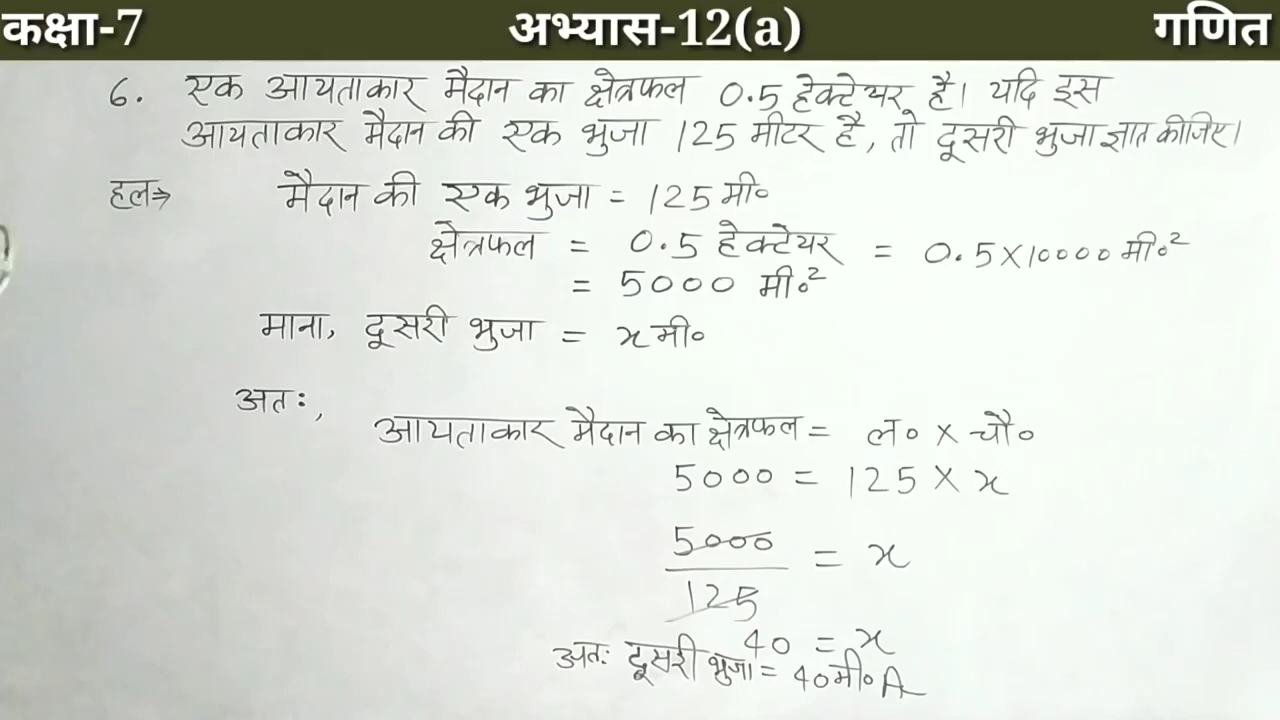 कक्षा-7 अभ्यास-12(a) गणित
6. एक आयताकार मैदान का क्षेत्रफल 0.5 हेक्टेयर है। यदि इस
आयताकार मैदान की एक भुजा 125 मीटर है, तो दूसरी भुजा ज्ञात कीजिए।
हल⇒ मैदान की एक भुजा = 125 मी०
क्षेत्रफल = 0.5 हेक्टेयर = 0.5×10000 मी०²
= 5000 मी०²
माना, दूसरी भुजा = x मी०
अतः,
आयताकार मैदान का क्षेत्रफल = ल० × चौ०
5000 = 125 × x
5000
125
= x
40 = x
अतः दूसरी भुजा = 40मी० A